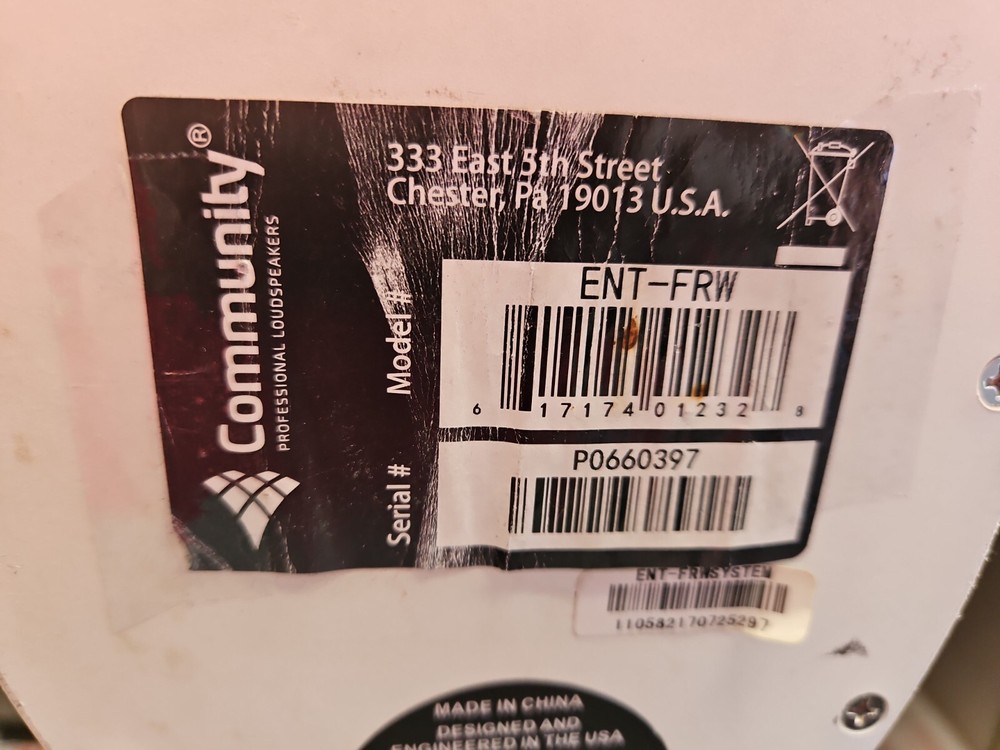 Community®
PROFESSIONAL LOUDSPEAKERS
333 East 5th Street
Chester, Pa 19013 U.S.A.
Model #
ENT-FRW
6 17174 01232 8
Serial #
P0660397
ENT-FRWSYSTEM
110582170725297
MADE IN CHINA
DESIGNED AND
ENGINEERED IN THE USA